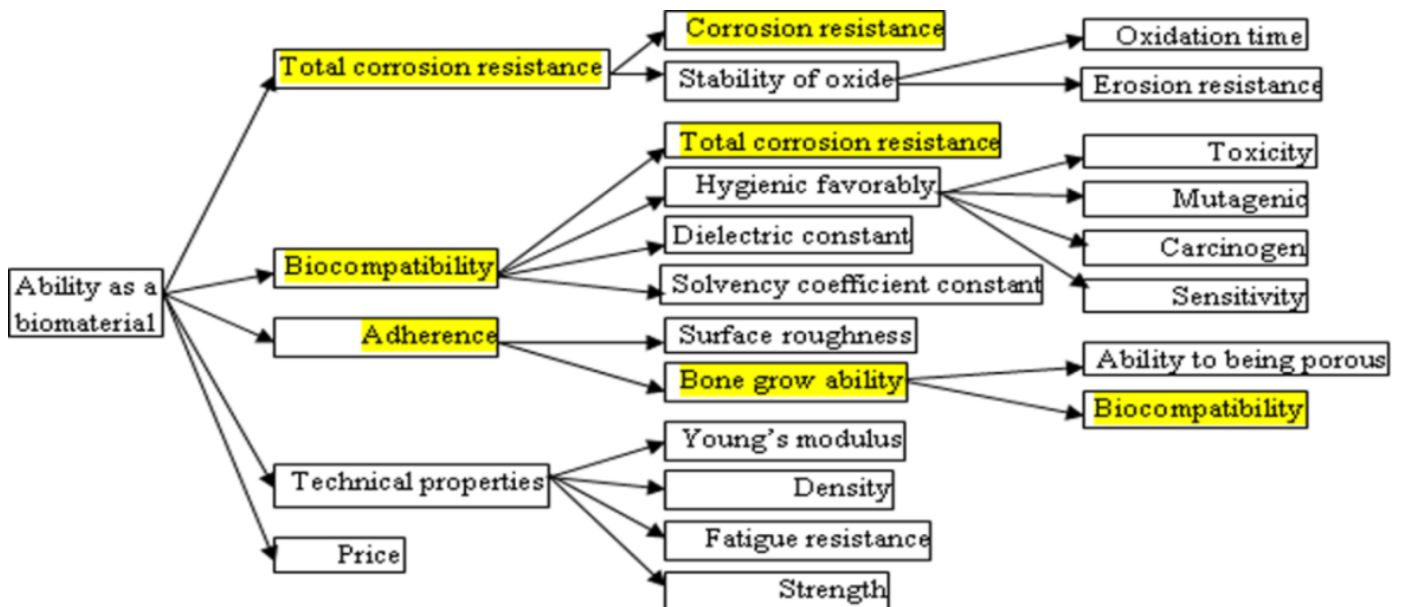 Corrosion resistance
Oxidation time
Total corrosion resistance
Stability of oxide
Erosion resistance
Total corrosion resistance
Toxicity
Hygienic favorably
Mutagenic
Dielectric constant
Carcinogen
Biocompatibility
Ability as a
biomaterial
Solvency coefficient constant
Sensitivity
Adherence
Surface roughness
Ability to being porous
Bone grow ability
Biocompatibility
Young's modulus
Technical properties
Density
Fatigue resistance
Price
Strength